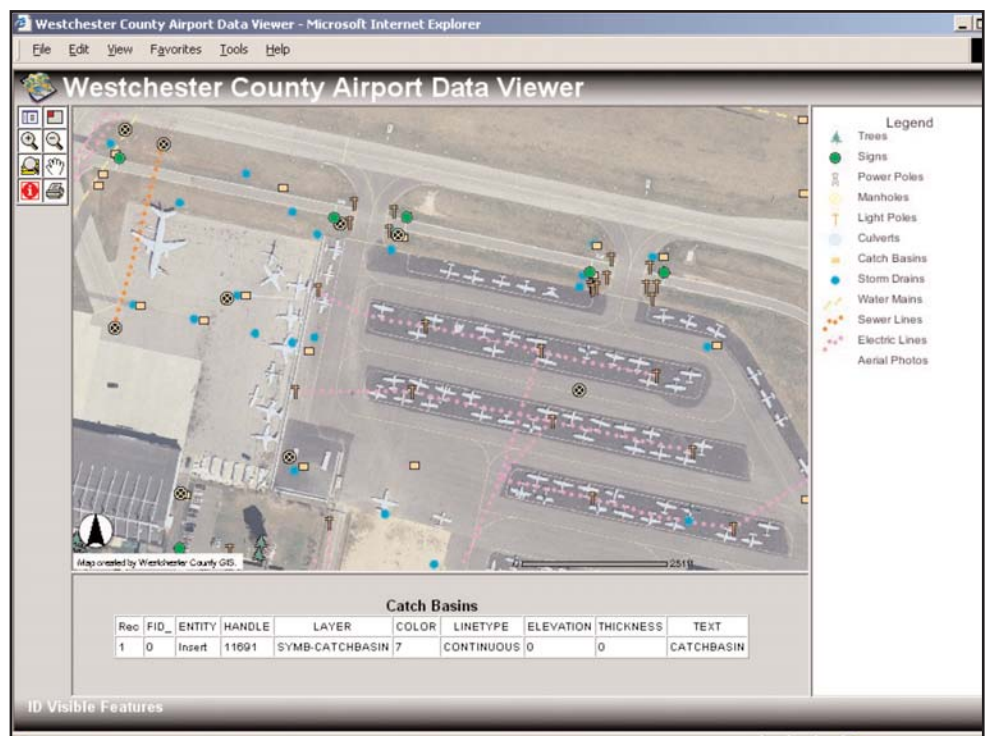 Westchester County Airport Data Viewer - Microsoft Internet Explorer
File Edit View Favorites Tools Help
Westchester County Airport Data Viewer
Legend
Trees
Signs
Power Poles
Manholes
Light Poles
Culverts
Catch Basins
Storm Drains
Water Mains
Sewer Lines
Electric Lines
Aerial Photos
Map created by Westchester County GIS.
0 251ft
Catch Basins
Rec FID_ ENTITY HANDLE LAYER COLOR LINETYPE ELEVATION THICKNESS TEXT
1 0 Insert 11691 SYMB-CATCHBASIN 7 CONTINUOUS 0 0 CATCHBASIN
ID Visible Features